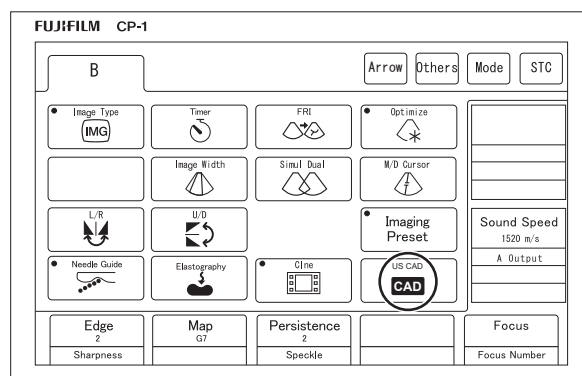 FUJIFILM CP-1
B
Arrow Others Mode STC
Image Type Timer FRI Optimize
IMG
Image Width Simul Dual M/D Cursor
L/R U/D Imaging
Preset
Sound Speed
1520 m/s
A Output
Needle Guide Elastography Cine US CAD
CAD
Edge Map Persistence Focus
2 G7 2
Sharpness Speckle Focus Number